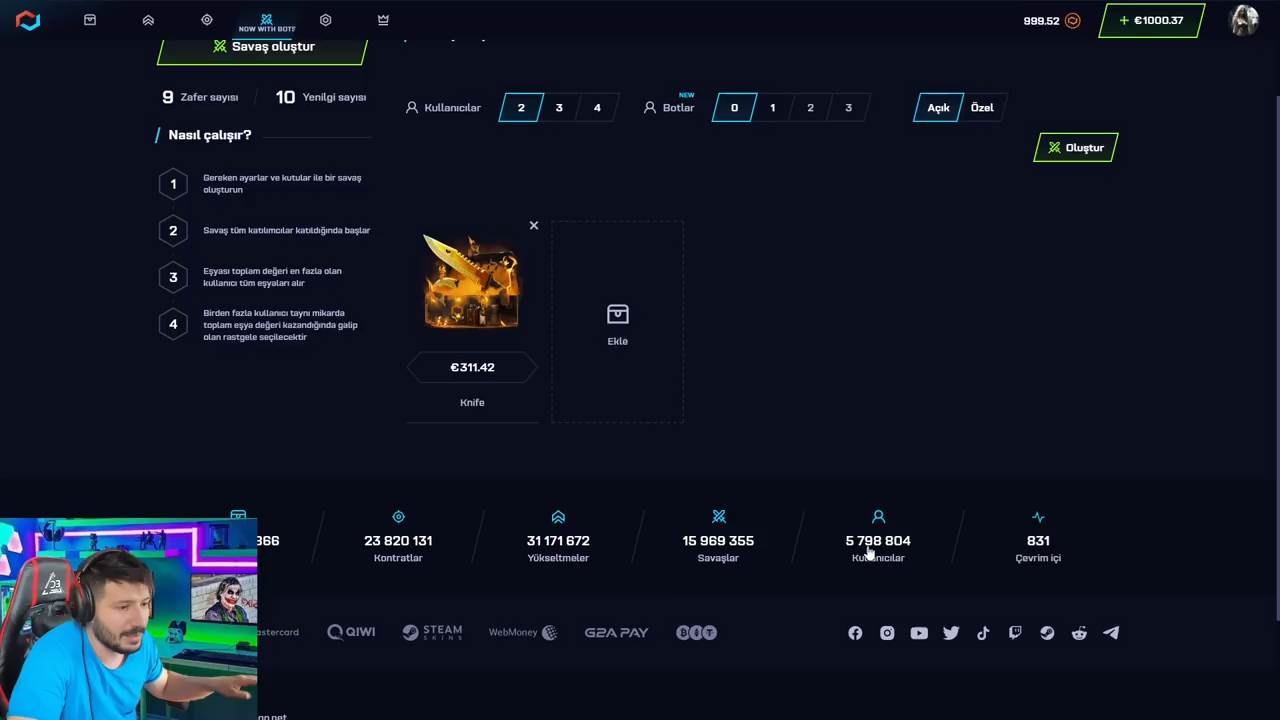 NOW WITH BOTS
999.52
+ €1000.37
Savaş oluştur
9 Zafer sayısı
10 Yenilgi sayısı
Kullanıcılar
2
3
4
NEW
Botlar
0
1
2
3
Açık
Özel
Oluştur
Nasıl çalışır?
1
Gereken ayarlar ve kutular ile bir savaş
oluşturun
2
Savaş tüm katılımcılar katıldığında başlar
3
Eşyası toplam değeri en fazla olan
kullanıcı tüm eşyaları alır
4
Birden fazla kullanıcı taynı mikarda
toplam eşya değeri kazandığında galip
olan rastgele seçilecektir
€311.42
Knife
Ekle
366
23 820 131
Kontratlar
31 171 672
Yükseltmeler
15 969 355
Savaşlar
5 798 804
Kullanıcılar
831
Çevrim içi
QIWI
STEAM
SKINS
WebMoney
G2A PAY